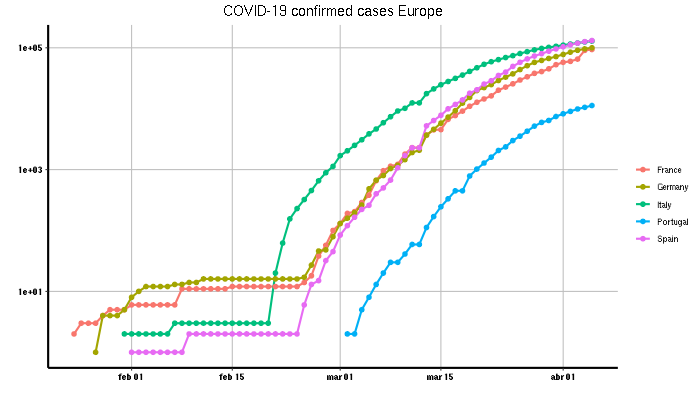 COVID-19 confirmed cases Europe
1e+05
1e+03
1e+01
feb 01
feb 15
mar 01
mar 15
abr 01
France
Germany
Italy
Portugal
Spain